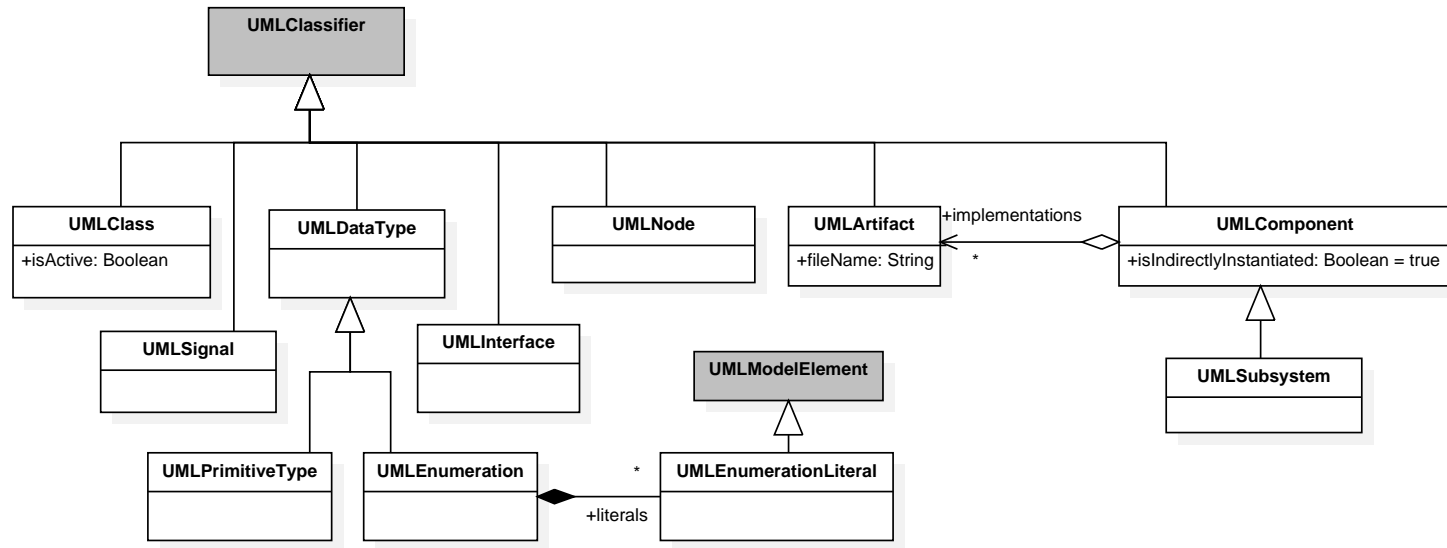 UMLClassifier
UMLClass
+isActive: Boolean
UMLDataType
UMLNode
UMLArtifact
+fileName: String
+implementations
*
UMLComponent
+isIndirectlyInstantiated: Boolean = true
UMLSignal
UMLInterface
UMLModelElement
UMLSubsystem
UMLPrimitiveType
UMLEnumeration
*
+literals
UMLEnumerationLiteral